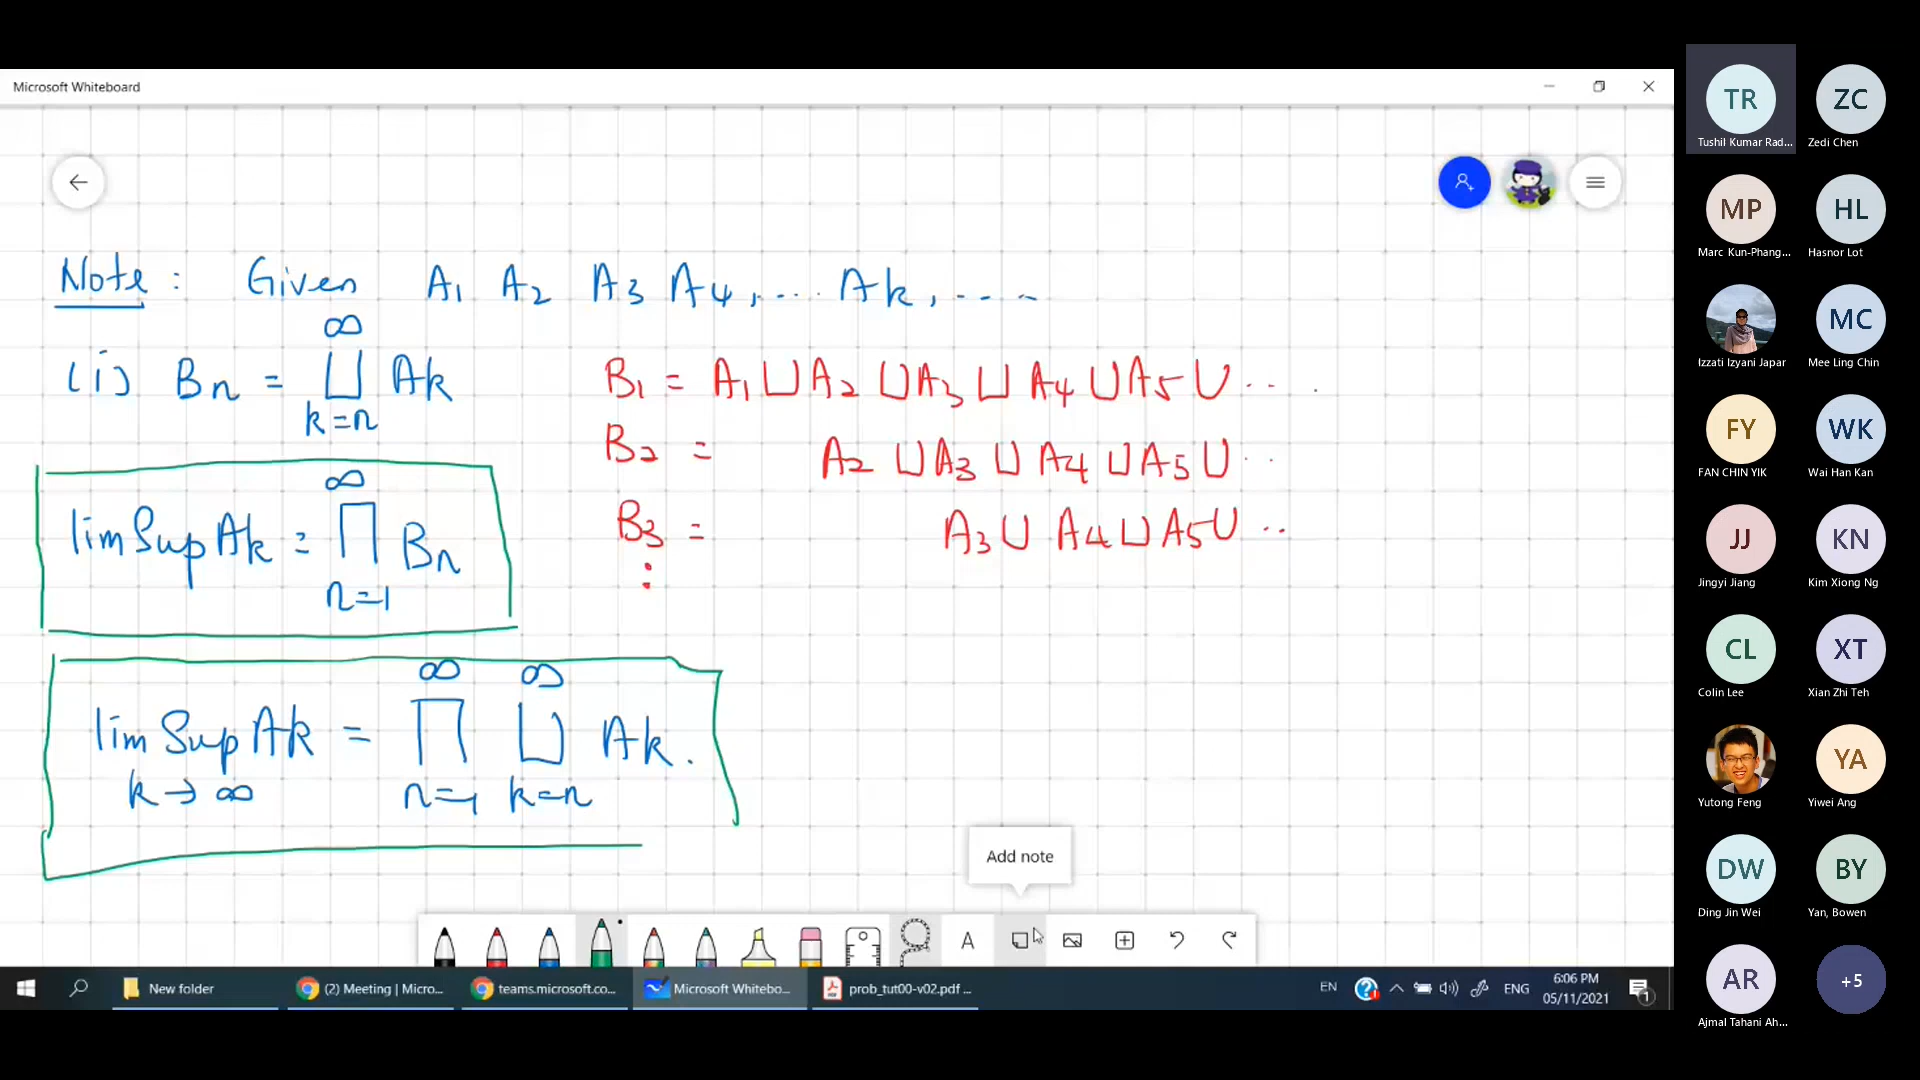 Microsoft Whiteboard
Note: Given A₁ A₂ A₃ A₄, ... Ak, ....
(i) Bn = ∞ ⋃ k=n Ak
B₁ = A₁ ⋃ A₂ ⋃ A₃ ⋃ A₄ ⋃ A₅ ⋃ ...
B₂ = A₂ ⋃ A₃ ⋃ A₄ ⋃ A₅ ⋃ ..
B₃ = A₃ ⋃ A₄ ⋃ A₅ ⋃ ..
⋮
lim Sup Ak = ∞ ⋂ n=1 Bn
lim Sup Ak k→∞ = ∞ ⋂ n=1 ∞ ⋃ k=n Ak.
Add note
A
New folder
(2) Meeting | Micro...
teams.microsoft.co...
Microsoft Whitebo...
prob_tut00-v02.pdf ...
EN
ENG
6:06 PM
05/11/2021
1
TR
Tushil Kumar Rad...
ZC
Zedi Chen
MP
Marc Kun-Phang...
HL
Hasnor Lot
Izzati Izyani Japar
MC
Mee Ling Chin
FY
FAN CHIN YIK
WK
Wai Han Kan
JJ
Jingyi Jiang
KN
Kim Xiong Ng
CL
Colin Lee
XT
Xian Zhi Teh
Yutong Feng
YA
Yiwei Ang
DW
Ding Jin Wei
BY
Yan, Bowen
AR
Ajmal Tahani Ah...
+5